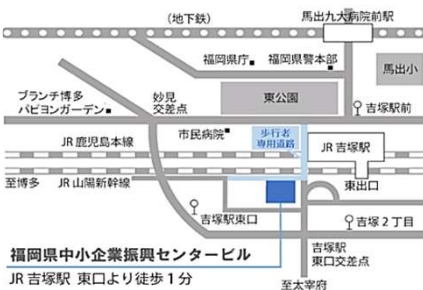 (地下鉄)
馬出九大病院前駅
福岡県庁
福岡県警本部
馬出小
ブランチ博多
パピヨンガーデン
妙見
交差点
東公園
吉塚駅前
JR 鹿児島本線
市民病院
歩行者
専用道路
JR 吉塚駅
至博多
JR 山陽新幹線
東出口
吉塚駅東口
吉塚 2 丁目
福岡県中小企業振興センタービル
JR 吉塚駅 東口より徒歩 1 分
吉塚駅
東口交差点
至太宰府